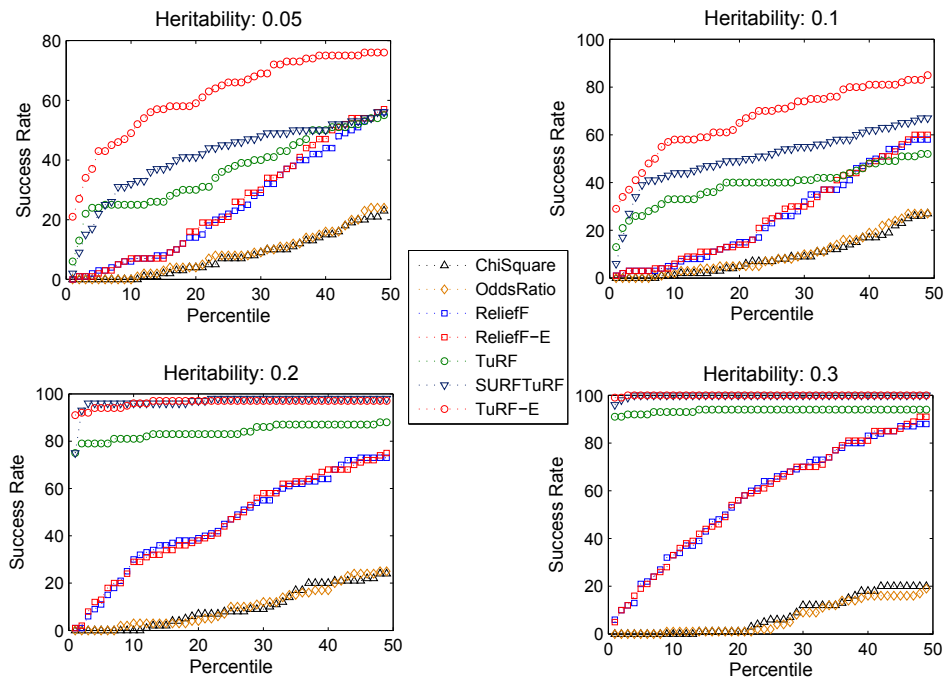 Heritability: 0.05
80
60
40
20
0
0 10 20 30 40 50
Success Rate
Percentile
Heritability: 0.1
100
80
60
40
20
0
0 10 20 30 40 50
Success Rate
Percentile
ChiSquare
OddsRatio
ReliefF
ReliefF-E
TuRF
SURFTuRF
TuRF-E
Heritability: 0.2
100
80
60
40
20
0
0 10 20 30 40 50
Success Rate
Percentile
Heritability: 0.3
100
80
60
40
20
0
0 10 20 30 40 50
Success Rate
Percentile